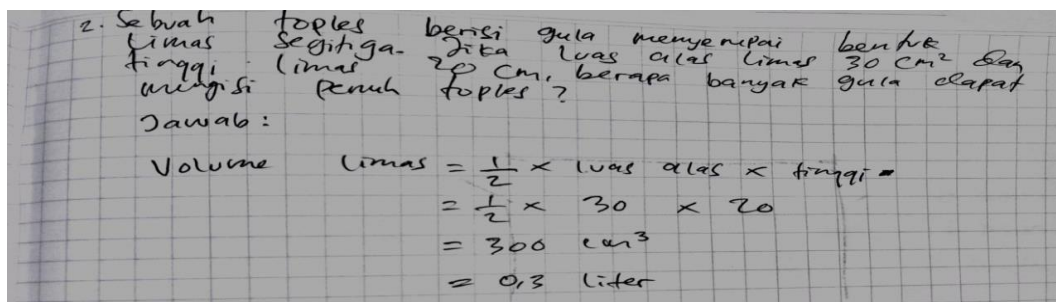 2. Sebuah toples berisi gula menyerupai bentuk
limas segitiga. Jika luas alas limas 30 cm² dan
tinggi limas 20 cm, berapa banyak gula dapat
mengisi penuh toples?
Jawab:
Volume limas = 1/2 × luas alas × tinggi
= 1/2 × 30 × 20
= 300 cm³
= 0,3 liter